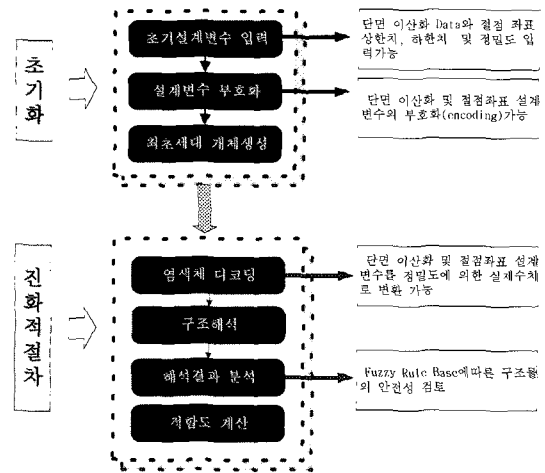 초기화
초기설계변수 입력
설계변수 부호화
최초세대 개체생성
단면 이산화 Data와 절점 좌표
상한치, 하한치 및 정밀도 입
력가능
단면 이산화 및 절점좌표 설계
변수의 부호화(encoding)가능
진화적절차
염색체 디코딩
구조해석
해석결과 분석
적합도 계산
단면 이산화 및 절점좌표 설계
변수를 정밀도에 의한 실제수치
로 변환 가능
Fuzzy Rule Base에따른 구조물
의 안전성 검토